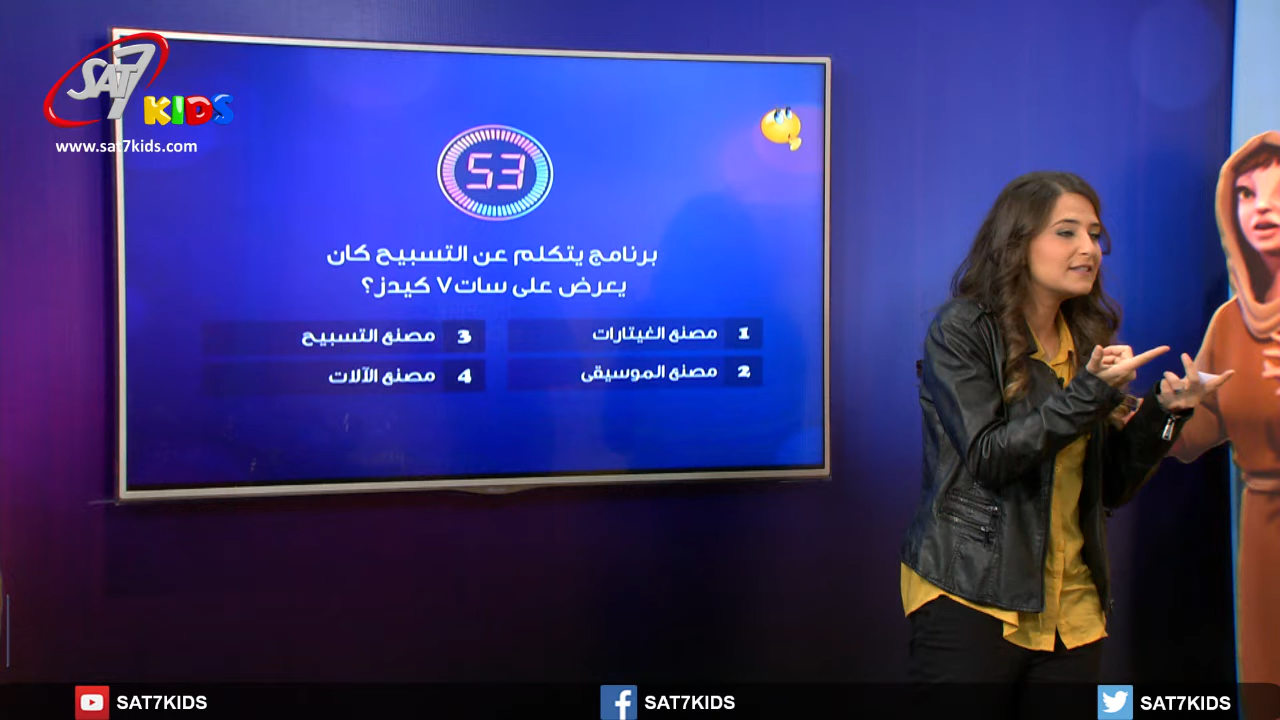 SAT7
KIDS
www.sat7kids.com
53
برنامج يتكلم عن التسبيح كان
يعرض على سات٧ كيدز؟
1 مصنع الغيتارات
2 مصنع الموسيقى
3 مصنع التسبيح
4 مصنع الآلات
SAT7KIDS
SAT7KIDS
SAT7KIDS